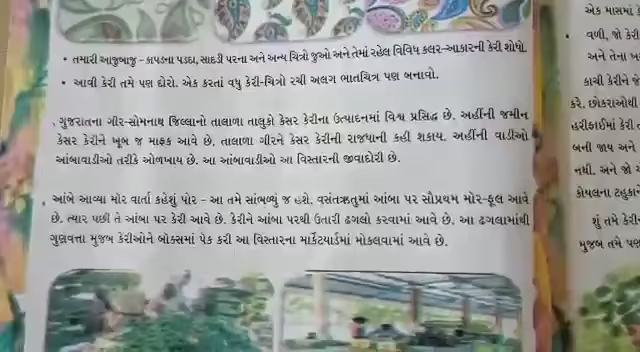 • તમારી આજુબાજુ - કાપડના પડદા, સાદડી પરના અને અન્ય ચિત્રો જુઓ અને તેમાં રહેલ વિવિધ કલર-આકારની કેરી શોધો.
• આવી કેરી તમે પણ દોરો. એક કરતાં વધુ કેરી-ચિત્રો રચી અલગ ભાતચિત્ર પણ બનાવો.
ગુજરાતના ગીર-સોમનાથ જિલ્લાનો તાલાળા તાલુકો કેસર કેરીના ઉત્પાદનમાં વિશ્વ પ્રસિદ્ધ છે. અહીંની જમીન
કેસર કેરીને ખૂબ જ માફક આવે છે. તાલાળા ગીરને કેસર કેરીની રાજધાની કહી શકાય. અહીંની વાડીઓ
આંબાવાડીઓ તરીકે ઓળખાય છે. આ આંબાવાડીઓ આ વિસ્તારની જીવાદોરી છે.
આંબે આવ્યા મોર વાર્તા કહેશું પોર - આ તમે સાંભળ્યું જ હશે. વસંતઋતુમાં આંબા પર સૌપ્રથમ મોર-ફૂલ આવે
છે. ત્યાર પછી તે આંબા પર કેરી આવે છે. કેરીને આંબા પરથી ઉતારી ઢગલો કરવામાં આવે છે. આ ઢગલામાંથી
ગુણવત્તા મુજબ કેરીઓને બોક્સમાં પેક કરી આ વિસ્તારના માર્કેટયાર્ડમાં મોકલવામાં આવે છે.
એક માસમાં
• વળી, જો કેરી
અને તેના
કાચી કેરીને
કરે. છોકરાઓથી
હરીફાઈમાં કેરી
બની જાય અને
નથી. અને જો
કોયલના ટહુકા
શું તમે કેરી
મુજબ તમે પણ